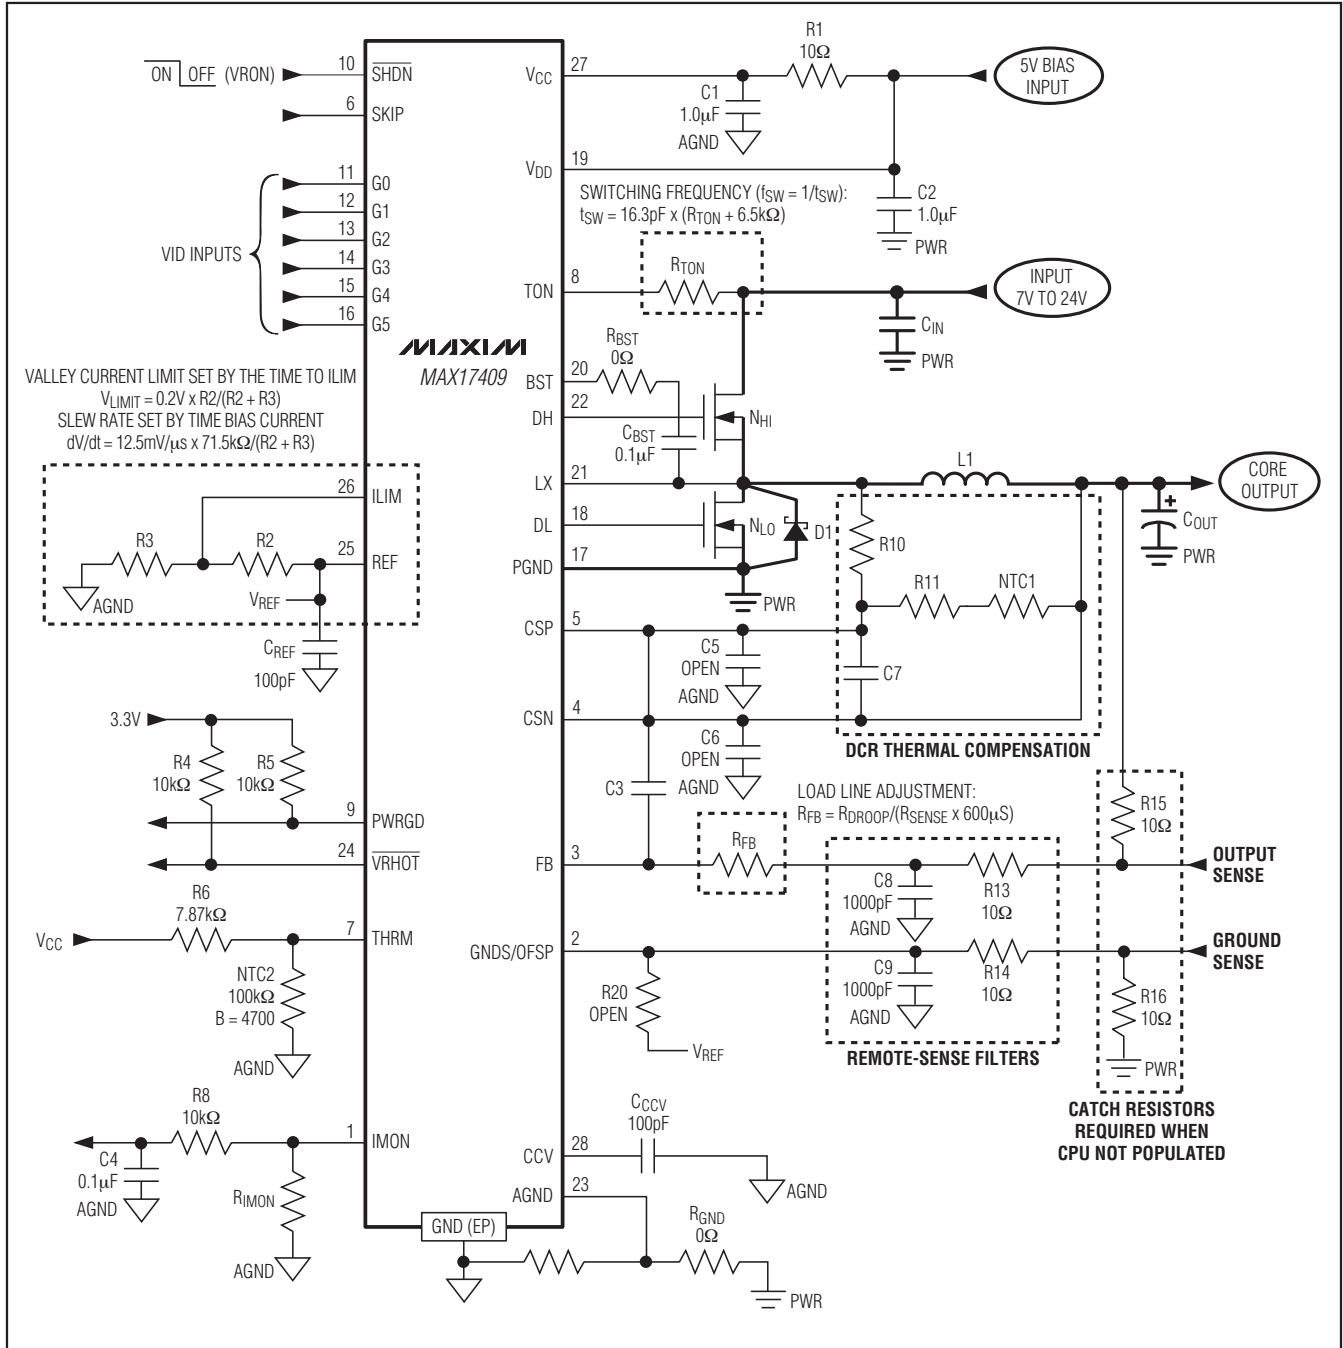 ON OFF (VRON)
10
SHDN
6
SKIP
11
G0
12
G1
13
G2
14
G3
15
G4
16
G5
VID INPUTS
MAXIM
MAX17409
VALLEY CURRENT LIMIT SET BY THE TIME TO ILIM
VLIMIT = 0.2V x R2/(R2 + R3)
SLEW RATE SET BY TIME BIAS CURRENT
dV/dt = 12.5mV/μs x 71.5kΩ/(R2 + R3)
26
ILIM
R3
R2
25
REF
AGND
VREF
CREF
100pF
3.3V
R4
10kΩ
R5
10kΩ
9
PWRGD
24
VRHOT
R6
7.87kΩ
VCC
7
THRM
NTC2
100kΩ
B = 4700
AGND
R8
10kΩ
1
IMON
C4
0.1μF
AGND
RIMON
AGND
GND (EP)
VCC
27
R1
10Ω
5V BIAS
INPUT
C1
1.0μF
AGND
VDD
19
C2
1.0μF
PWR
SWITCHING FREQUENCY (fSW = 1/tSW):
tSW = 16.3pF x (RTON + 6.5kΩ)
TON
8
RTON
INPUT
7V TO 24V
CIN
PWR
RBST
0Ω
BST
20
DH
22
NHI
CBST
0.1μF
LX
21
L1
CORE
OUTPUT
DL
18
NLO
D1
COUT
PWR
PGND
17
PWR
R10
R11
NTC1
CSP
5
C5
OPEN
AGND
C7
CSN
4
C6
OPEN
AGND
DCR THERMAL COMPENSATION
C3
LOAD LINE ADJUSTMENT:
RFB = RDROOP/(RSENSE x 600μS)
R15
10Ω
FB
3
RFB
C8
1000pF
AGND
R13
10Ω
OUTPUT
SENSE
GNDS/OFSP
2
C9
1000pF
AGND
R14
10Ω
GROUND
SENSE
R20
OPEN
VREF
R16
10Ω
PWR
REMOTE-SENSE FILTERS
CATCH RESISTORS
REQUIRED WHEN
CPU NOT POPULATED
CCCV
100pF
CCV
28
AGND
AGND
23
RGND
0Ω
PWR